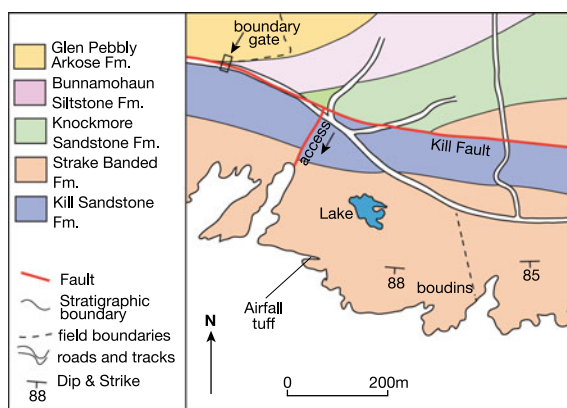 Glen Pebbly
Arkose Fm.
Bunnamohaun
Siltstone Fm.
Knockmore
Sandstone Fm.
Strake Banded
Fm.
Kill Sandstone
Fm.
Fault
Stratigraphic
boundary
field boundaries
roads and tracks
Dip & Strike
88
boundary
gate
access
Kill Fault
Lake
88
85
boudins
Airfall
tuff
N
0
200m